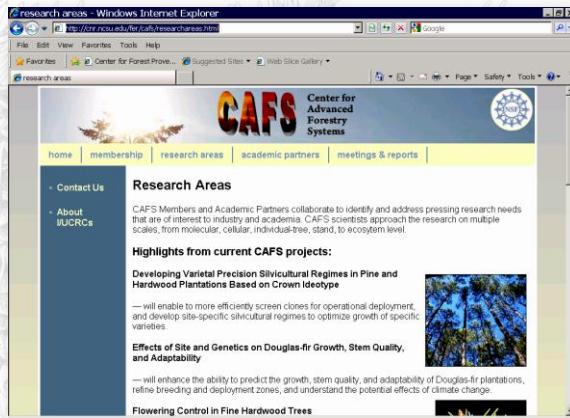 research areas - Windows Internet Explorer
http://cnr.ncsu.edu/fer/cafs/researchareas.html
Google
File Edit View Favorites Tools Help
Favorites Center for Forest Prove... Suggested Sites Web Slice Gallery
research areas Page Safety Tools
CAFS Center for
Advanced
Forestry
Systems
NSF
home membership research areas academic partners meetings & reports
Contact Us
About
I/UCRCs
Research Areas
CAFS Members and Academic Partners collaborate to identify and address pressing research needs
that are of interest to industry and academia. CAFS scientists approach the research on multiple
scales, from molecular, cellular, individual-tree, stand, to ecosytem level.
Highlights from current CAFS projects:
Developing Varietal Precision Silvicultural Regimes in Pine and
Hardwood Plantations Based on Crown Ideotype
— will enable to more efficiently screen clones for operational deployment,
and develop site-specific silvicultural regimes to optimize growth of specific
varieties.
Effects of Site and Genetics on Douglas-fir Growth, Stem Quality,
and Adaptability
— will enhance the ability to predict the growth, stem quality, and adaptability of Douglas-fir plantations,
refine breeding and deployment zones, and understand the potential effects of climate change.
Flowering Control in Fine Hardwood Trees